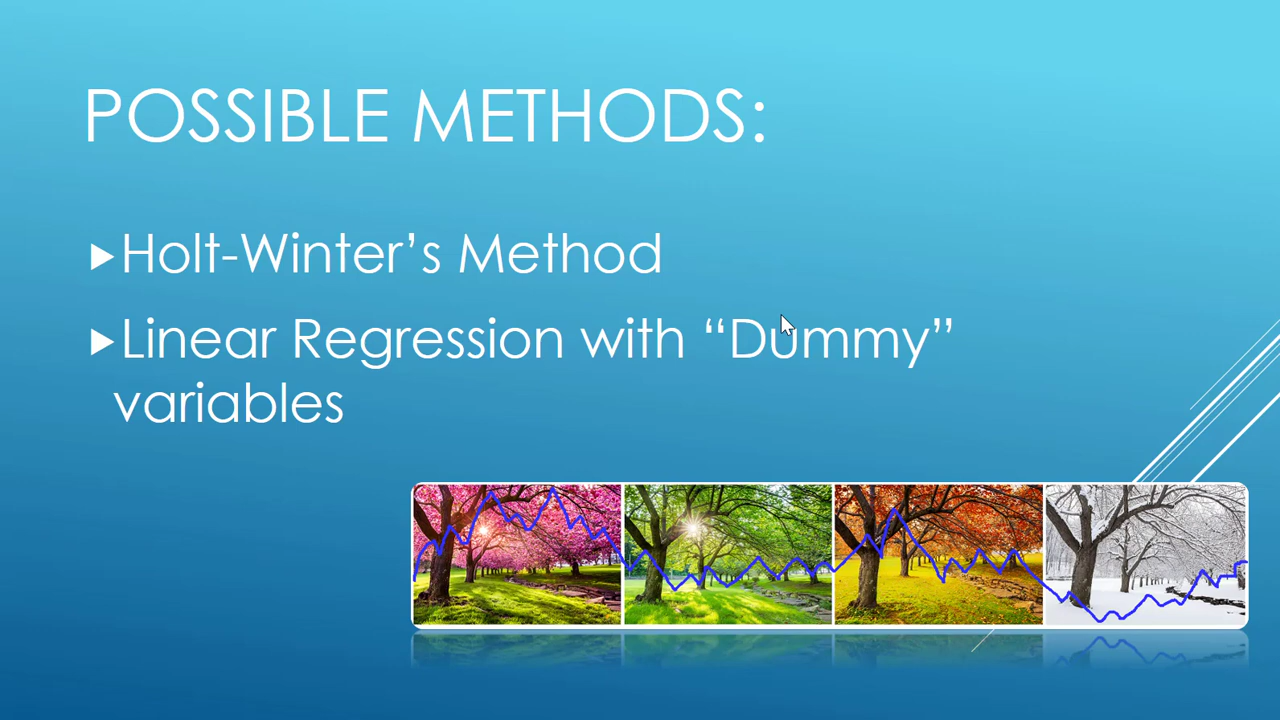 POSSIBLE METHODS:
Holt-Winter’s Method
Linear Regression with “Dummy”
variables